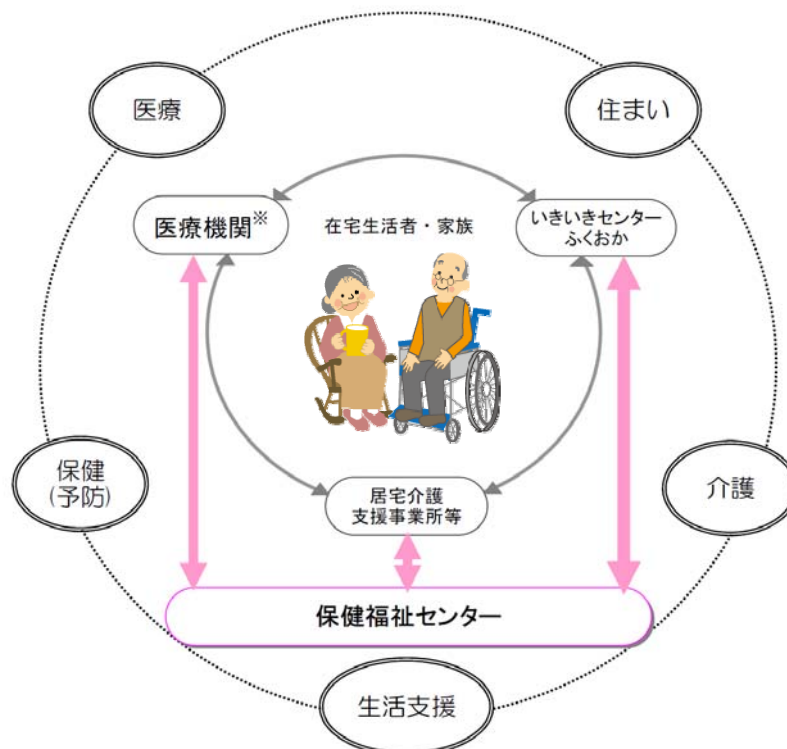 医療
住まい
医療機関※
在宅生活者・家族
いきいきセンター
ふくおか
保健
(予防)
居宅介護
支援事業所等
介護
保健福祉センター
生活支援